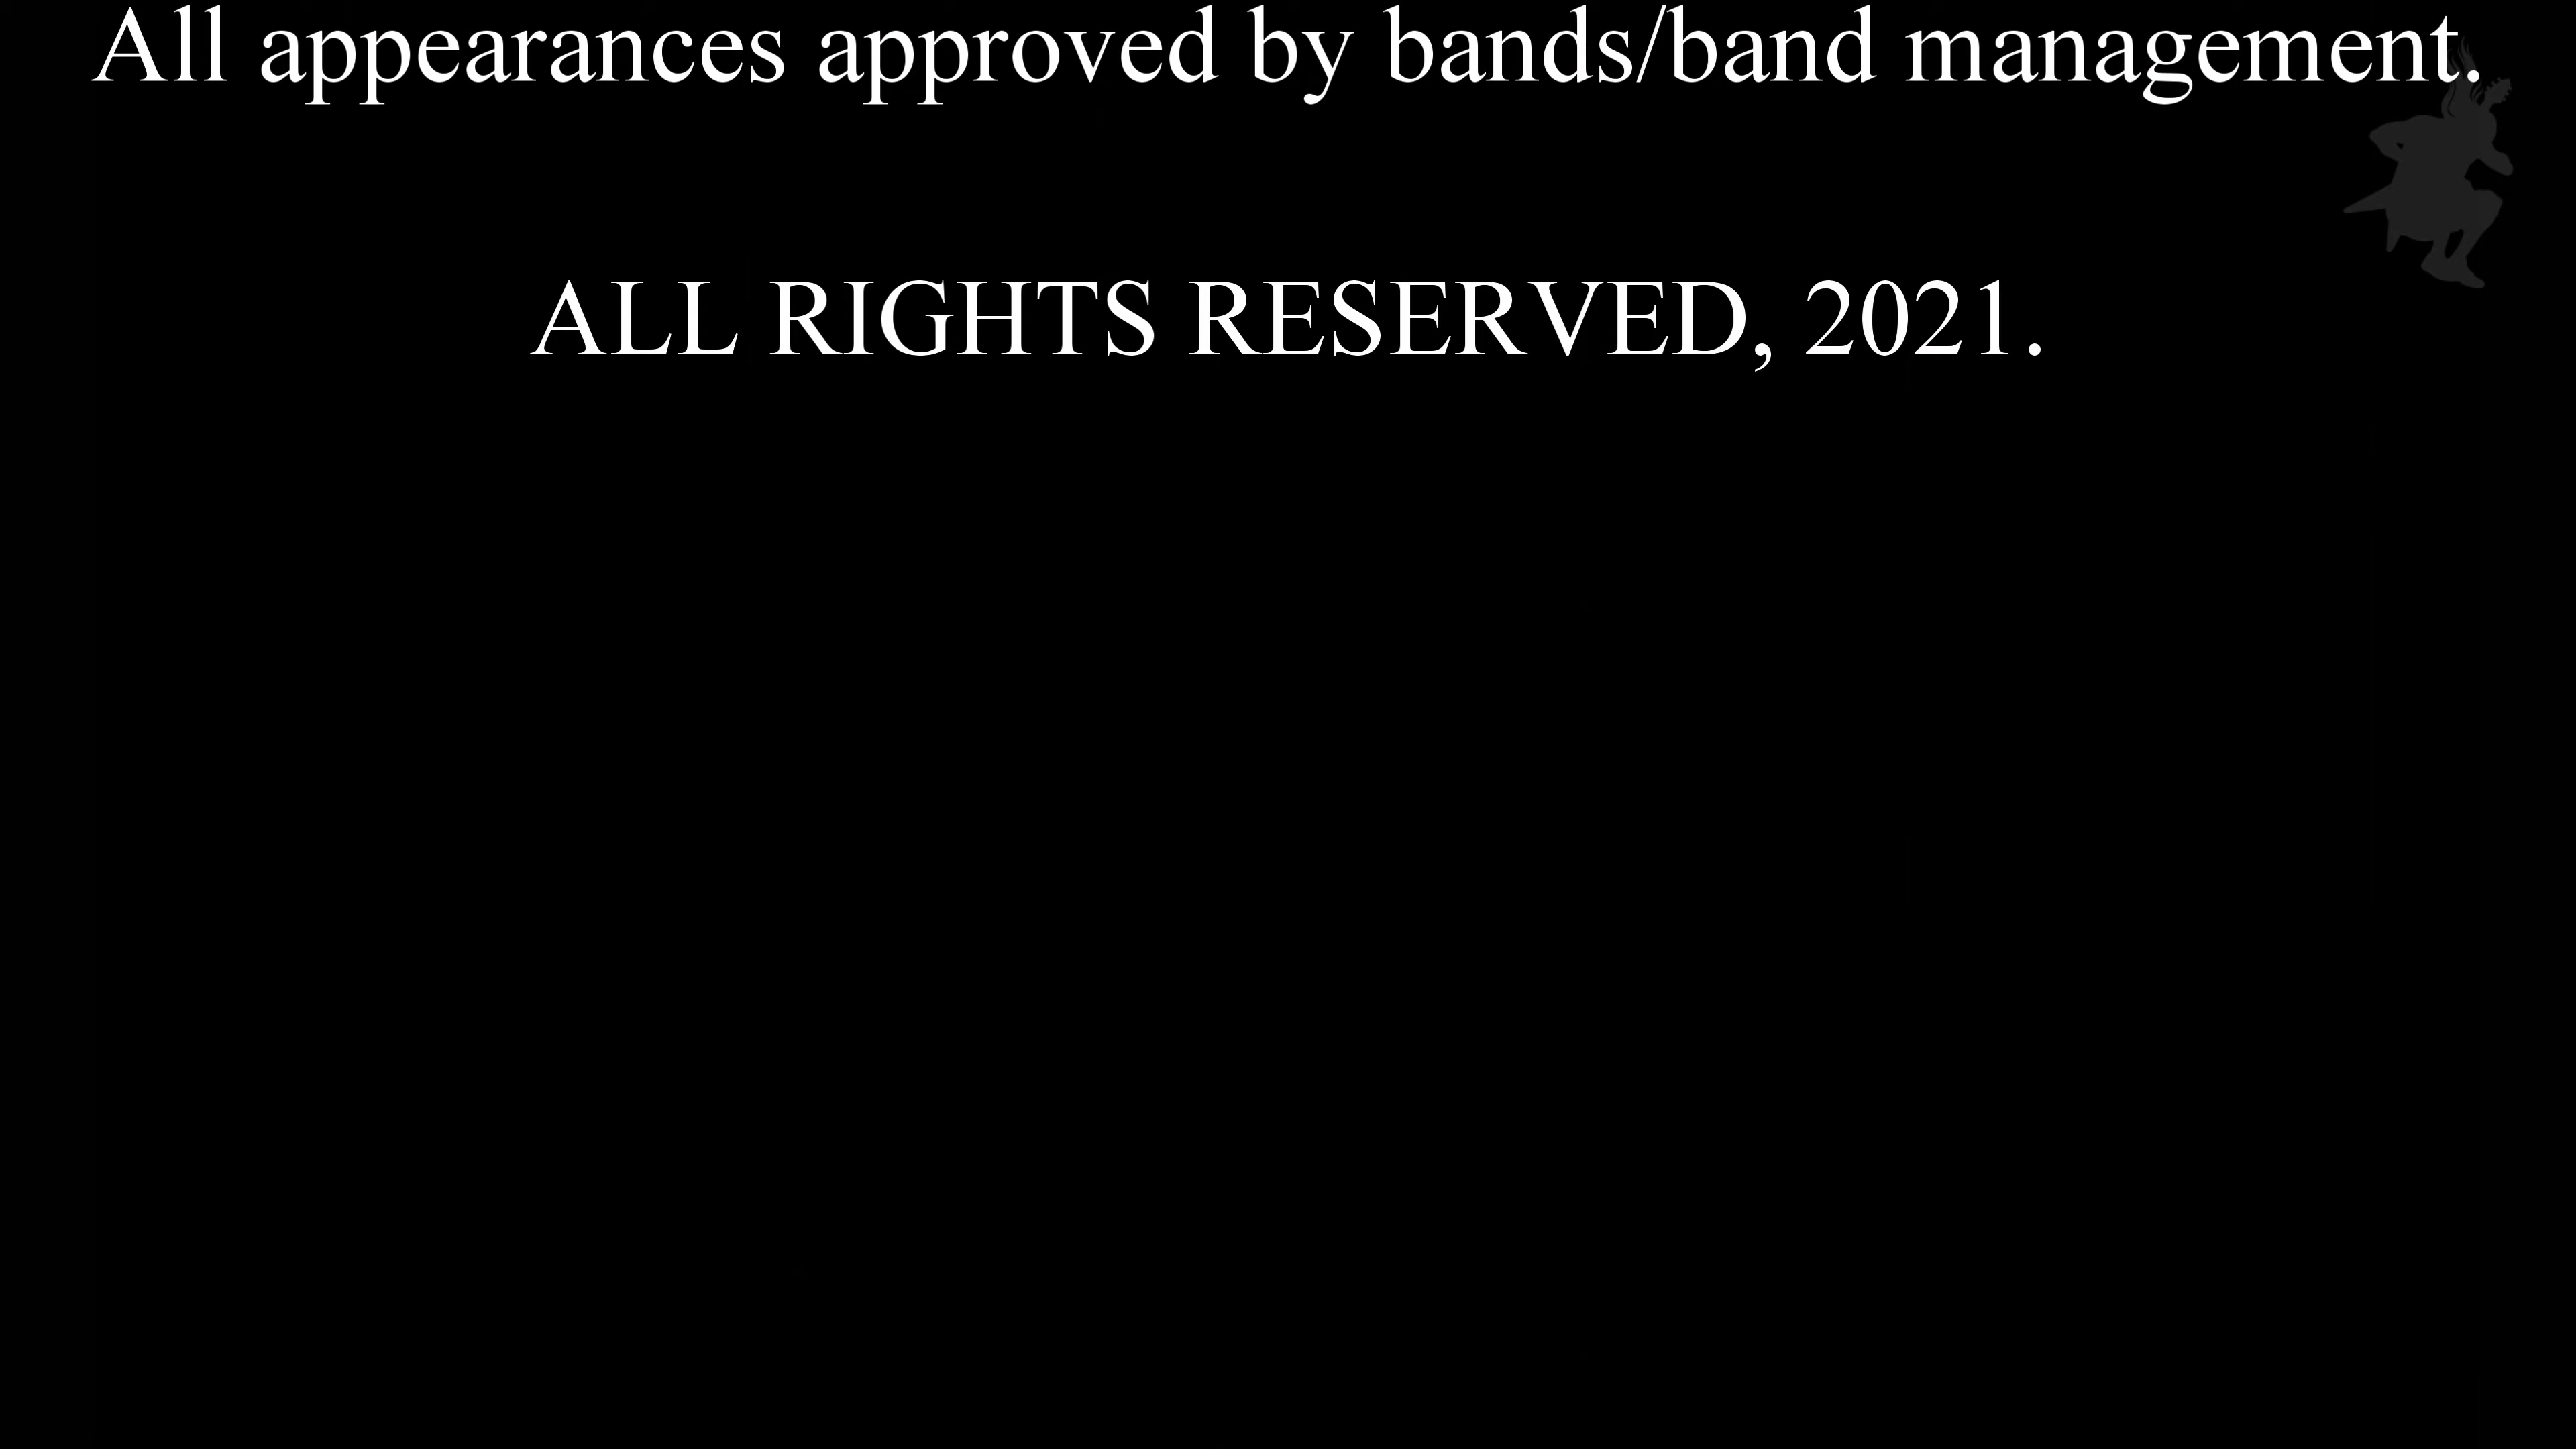 All appearances approved by bands/band management.
ALL RIGHTS RESERVED, 2021.